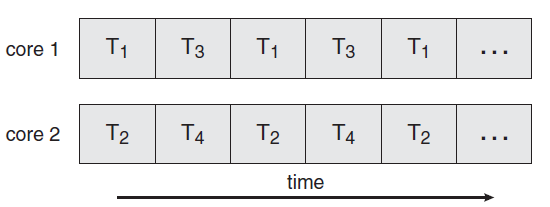 core 1 T1 T3 T1 T3 T1 ...
core 2 T2 T4 T2 T4 T2 ...
time